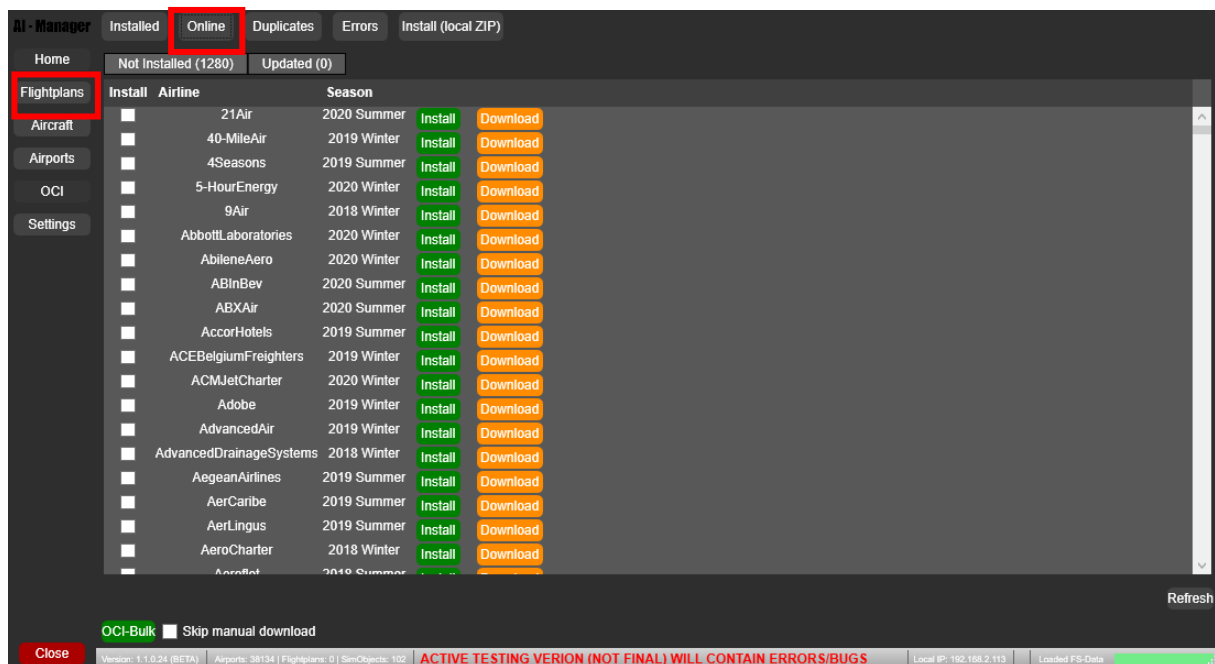 AI - Manager Installed Online Duplicates Errors Install (local ZIP)
Home Not Installed (1280) Updated (0)
Flightplans Install Airline Season
21Air 2020 Summer Install Download
Aircraft
40-MileAir 2019 Winter Install Download
Airports 4Seasons 2019 Summer Install Download
OCI 5-HourEnergy 2020 Winter Install Download
9Air 2018 Winter Install Download
Settings
AbbottLaboratories 2020 Winter Install Download
AbileneAero 2020 Winter Install Download
ABInBev 2020 Summer Install Download
ABXAir 2020 Summer Install Download
AccorHotels 2019 Summer Install Download
ACEBelgiumFreighters 2019 Winter Install Download
ACMJetCharter 2020 Winter Install Download
Adobe 2019 Winter Install Download
AdvancedAir 2019 Winter Install Download
AdvancedDrainageSystems 2018 Winter Install Download
AegeanAirlines 2019 Summer Install Download
AerCaribe 2019 Summer Install Download
AerLingus 2019 Summer Install Download
AeroCharter 2018 Winter Install Download
Aeroflot 2018 Summer
Refresh
OCI-Bulk Skip manual download
Close Version: 1.1.0.24 (BETA) Airports: 38134 | Flightplans: 0 | SimObjects: 102 ACTIVE TESTING VERION (NOT FINAL) WILL CONTAIN ERRORS/BUGS Local IP: 192.168.2.113 Loaded FS-Data